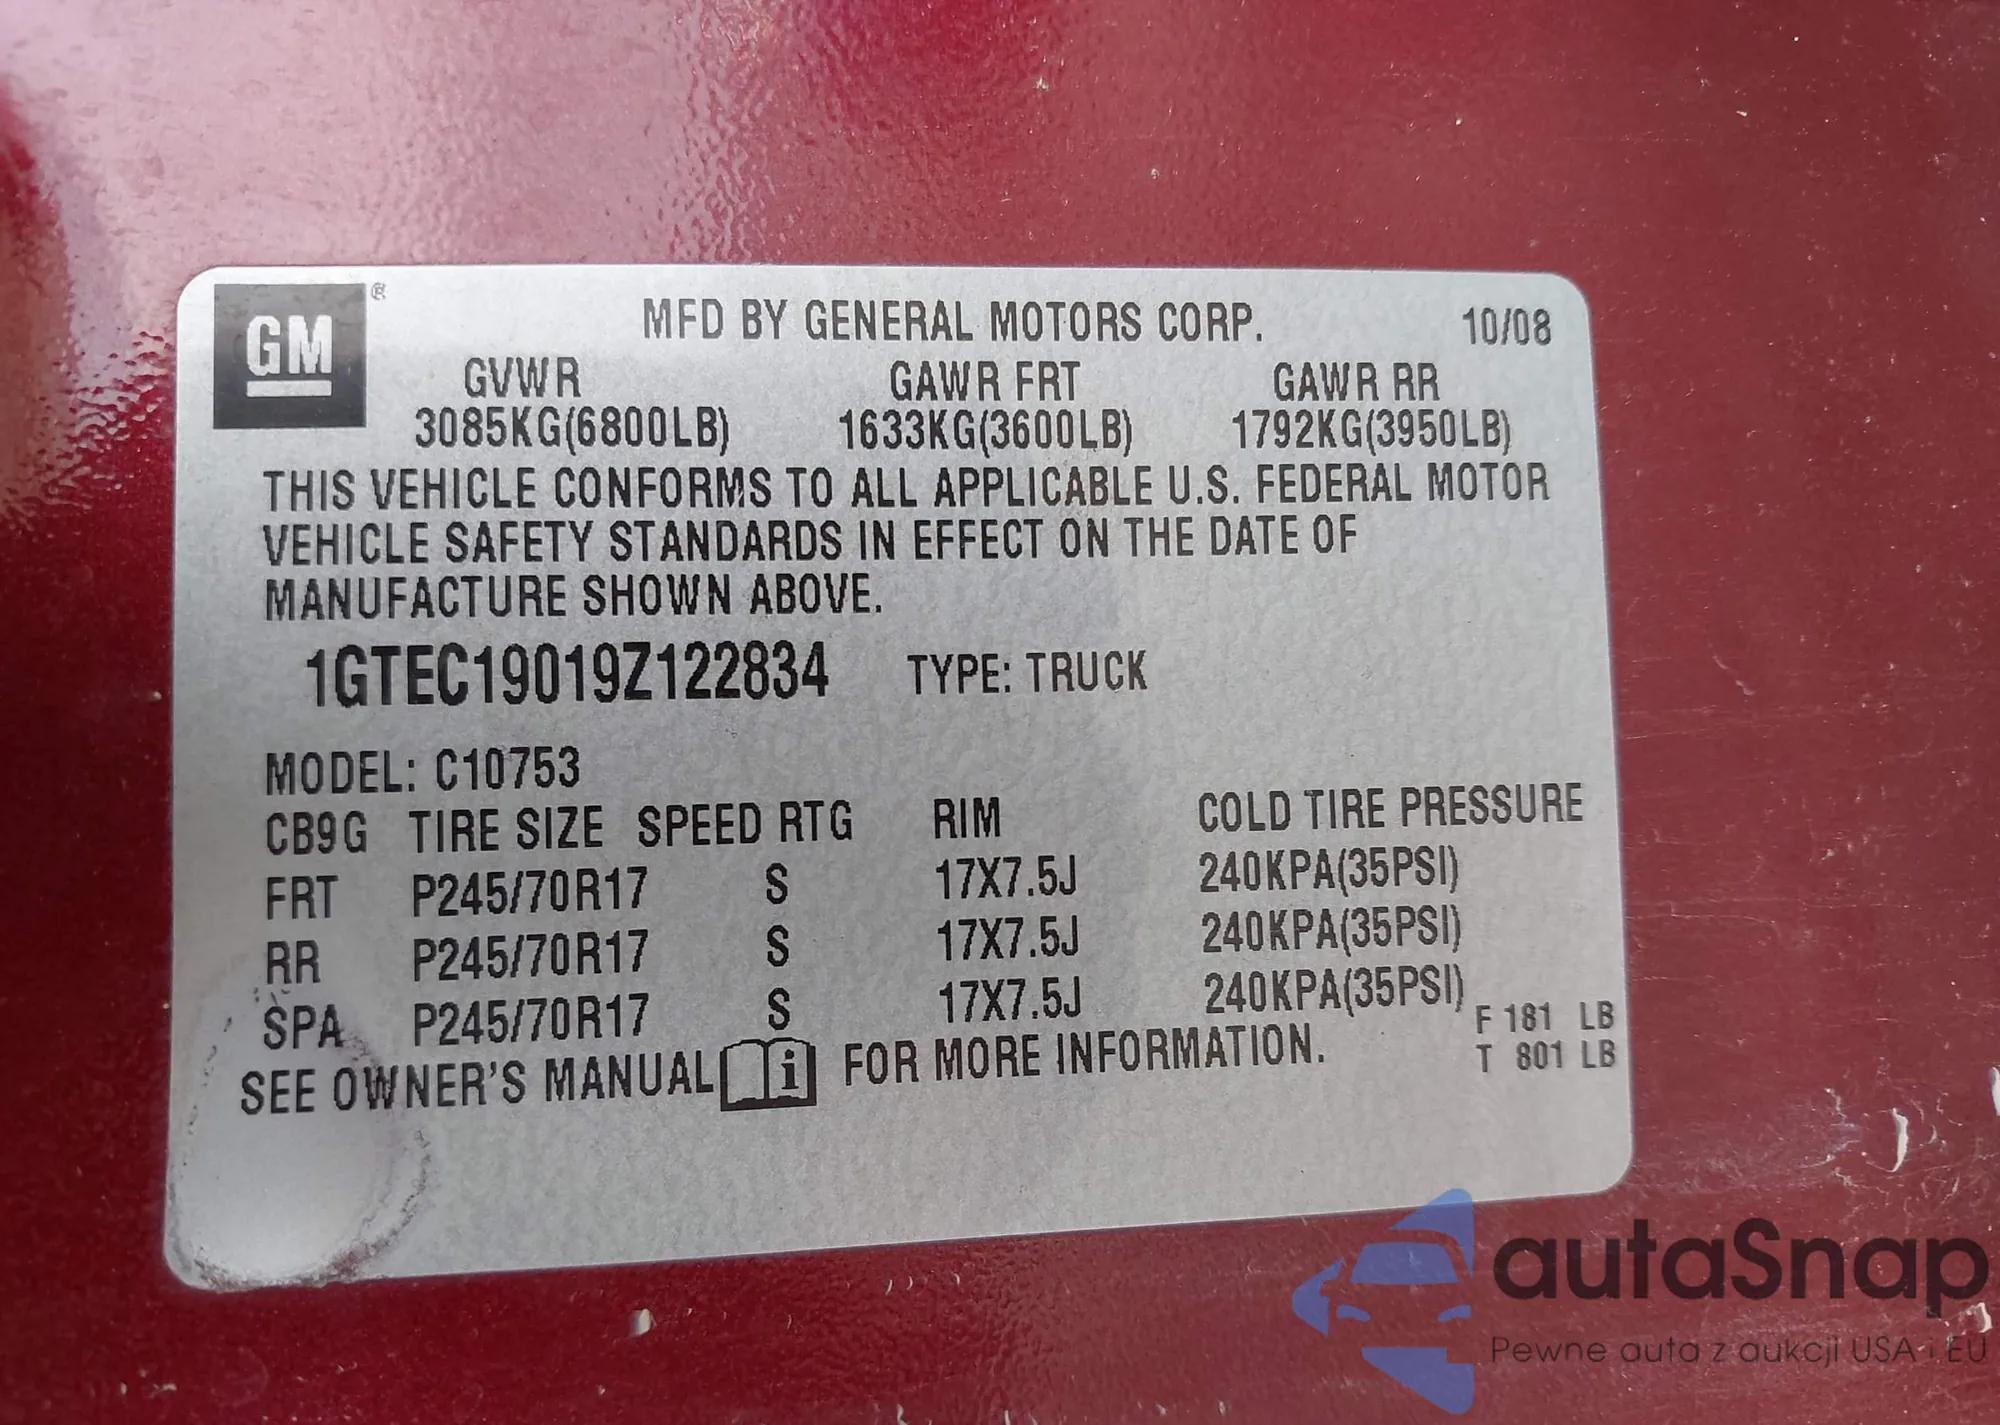 GM®
MFD BY GENERAL MOTORS CORP. 10/08
GVWR GAWR FRT GAWR RR
3085KG(6800LB) 1633KG(3600LB) 1792KG(3950LB)
THIS VEHICLE CONFORMS TO ALL APPLICABLE U.S. FEDERAL MOTOR
VEHICLE SAFETY STANDARDS IN EFFECT ON THE DATE OF
MANUFACTURE SHOWN ABOVE.
1GTEC19019Z122834 TYPE: TRUCK
MODEL: C10753
CB9G TIRE SIZE SPEED RTG RIM COLD TIRE PRESSURE
FRT P245/70R17 S 17X7.5J 240KPA(35PSI)
RR P245/70R17 S 17X7.5J 240KPA(35PSI)
SPA P245/70R17 S 17X7.5J 240KPA(35PSI)
F 181 LB
T 801 LB
SEE OWNER'S MANUAL i FOR MORE INFORMATION.
autaSnap
Pewne auta z aukcji USA i EU